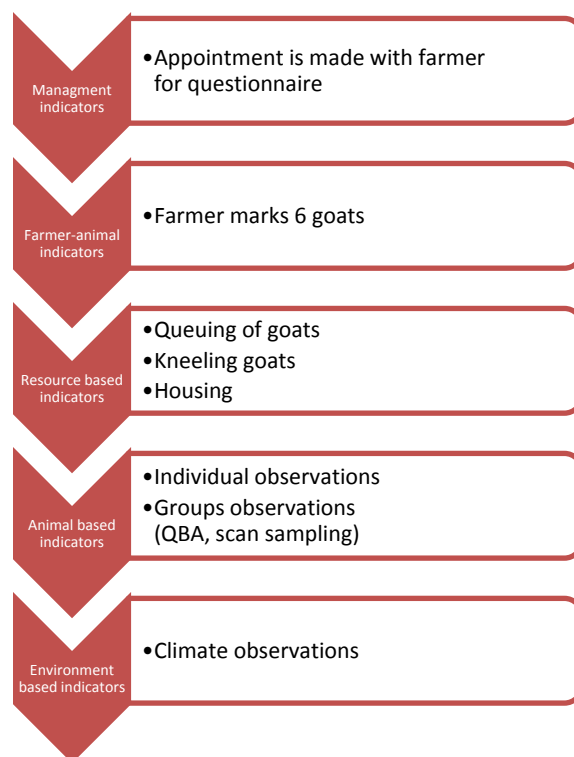 Managment
indicators
•Appointment is made with farmer
for questionnaire
Farmer-animal
indicators
•Farmer marks 6 goats
Resource based
indicators
•Queuing of goats
•Kneeling goats
•Housing
Animal based
indicators
•Individual observations
•Groups observations
(QBA, scan sampling)
Environment
based indicators
•Climate observations